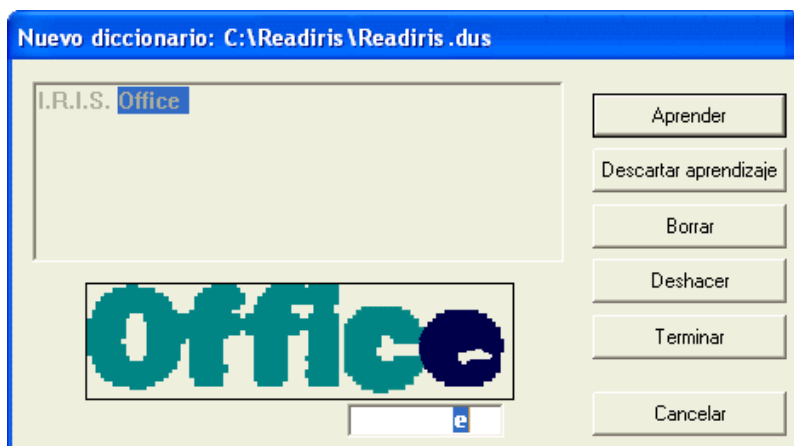 Nuevo diccionario: C:\Readiris\Readiris.dus
I.R.I.S. Office
Aprender
Descartar aprendizaje
Borrar
Deshacer
Terminar
Cancelar
Office
e